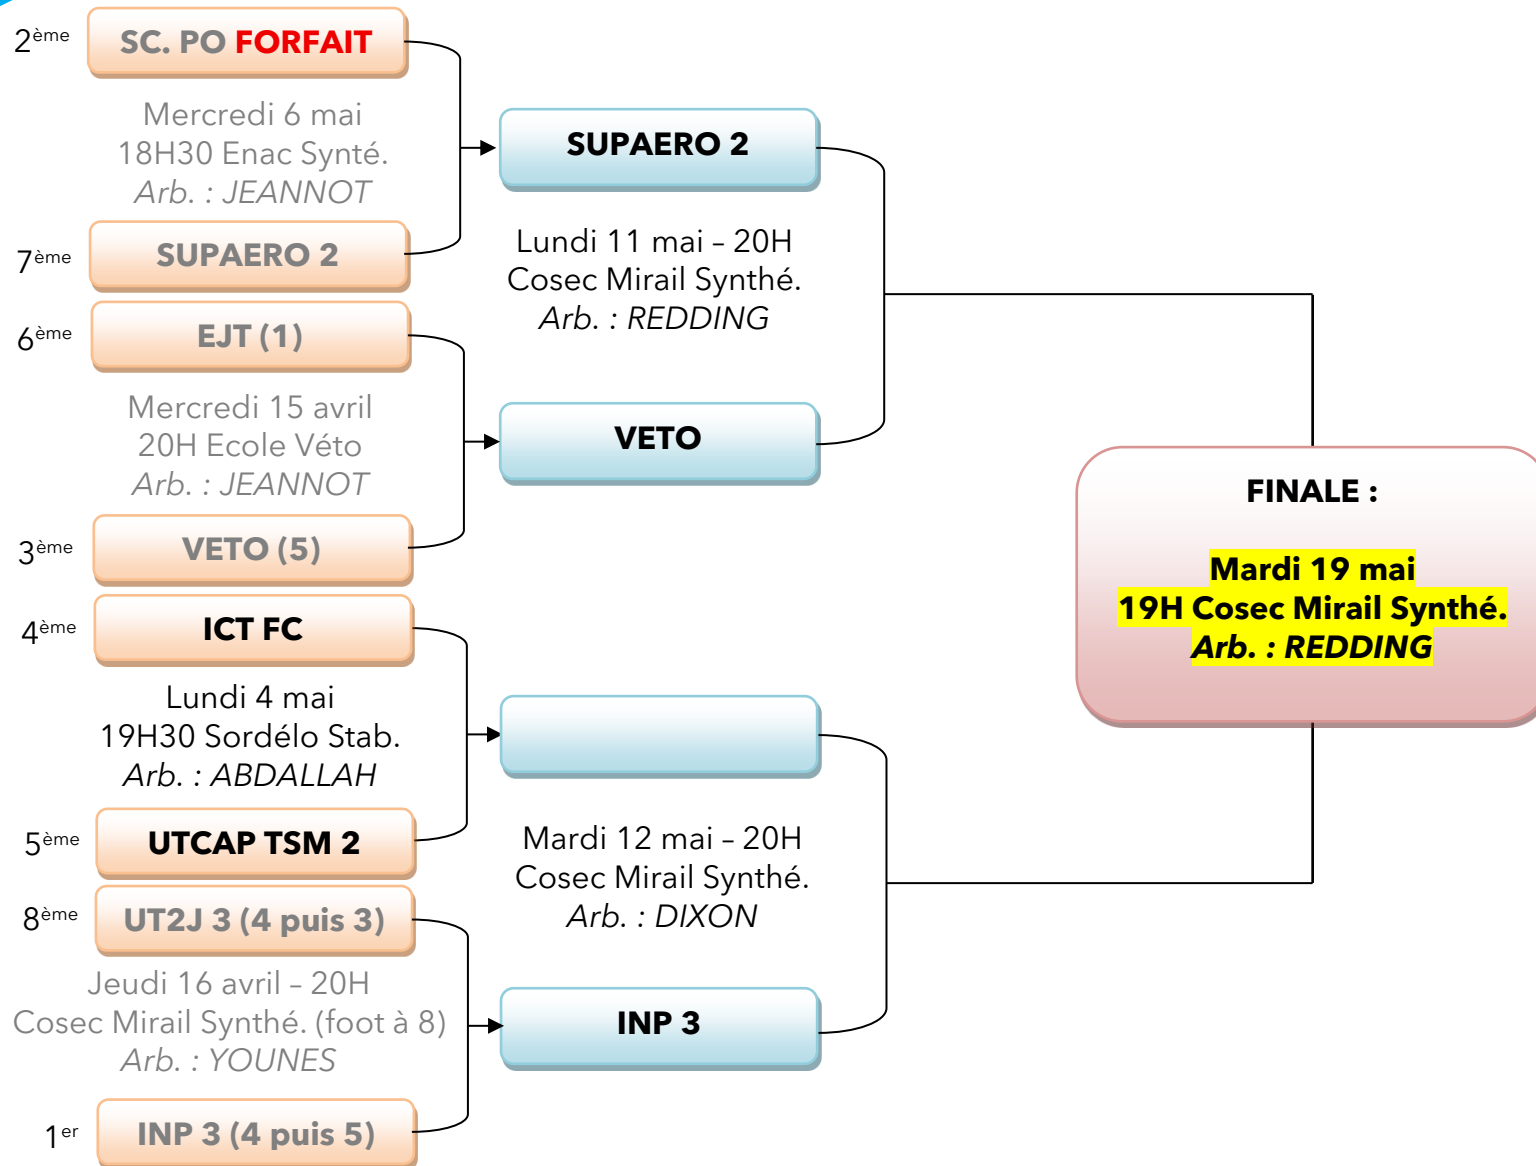 2ème
SC. PO FORFAIT
Mercredi 6 mai
18H30 Enac Synté.
Arb. : JEANNOT
7ème
SUPAERO 2
6ème
EJT (1)
Mercredi 15 avril
20H Ecole Véto
Arb. : JEANNOT
3ème
VETO (5)
4ème
ICT FC
Lundi 4 mai
19H30 Sordélo Stab.
Arb. : ABDALLAH
5ème
UTCAP TSM 2
8ème
UT2J 3 (4 puis 3)
Jeudi 16 avril – 20H
Cosec Mirail Synthé. (foot à 8)
Arb. : YOUNES
1er
INP 3 (4 puis 5)
SUPAERO 2
Lundi 11 mai – 20H
Cosec Mirail Synthé.
Arb. : REDDING
VETO
Mardi 12 mai – 20H
Cosec Mirail Synthé.
Arb. : DIXON
INP 3
FINALE :
Mardi 19 mai
19H Cosec Mirail Synthé.
Arb. : REDDING